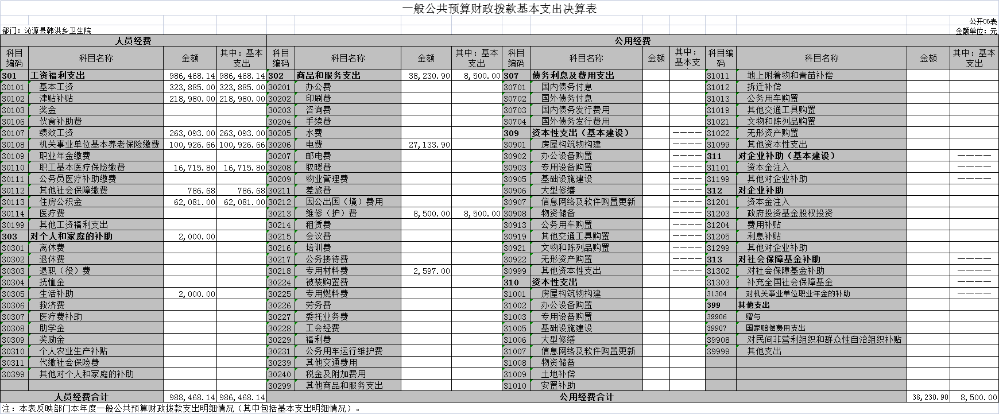 一般公共预算财政拨款基本支出决算表
公开06表
部门：沁源县韩洪乡卫生院 金额单位：元
人员经费 公用经费
科目编码 科目名称 金额 其中：基本支出 科目编码 科目名称 金额 其中：基本支出 科目编码 科目名称 金额 其中：基本支 科目编码 科目名称 金额 其中：基本支出
301 工资福利支出 986,468.14 986,468.14 302 商品和服务支出 38,230.90 8,500.00 307 债务利息及费用支出 31011 地上附着物和青苗补偿
30101 基本工资 323,885.00 323,885.00 30201 办公费 30701 国内债务付息 31012 拆迁补偿
30102 津贴补贴 218,980.00 218,980.00 30202 印刷费 30702 国外债务付息 31013 公务用车购置
30103 奖金 30203 咨询费 30703 国内债务发行费用 31019 其他交通工具购置
30106 伙食补助费 30204 手续费 30704 国外债务发行费用 31021 文物和陈列品购置
30107 绩效工资 263,093.00 263,093.00 30205 水费 309 资本性支出（基本建设） ———— 31022 无形资产购置
30108 机关事业单位基本养老保险缴费 100,926.66 100,926.66 30206 电费 27,133.90 30901 房屋构筑物构建 ———— 31099 其他资本性支出
30109 职业年金缴费 30207 邮电费 30902 办公设备购置 ———— 311 对企业补助（基本建设） ————
30110 职工基本医疗保险缴费 16,715.80 16,715.80 30208 取暖费 30903 专用设备购置 ———— 31101 资本金注入 ————
30111 公务员医疗补助缴费 30209 物业管理费 30905 基础设施建设 ———— 31199 其他对企业补助 ————
30112 其他社会保障缴费 786.68 786.68 30211 差旅费 30906 大型修缮 ———— 312 对企业补助
30113 住房公积金 62,081.00 62,081.00 30212 因公出国（境）费用 30907 信息网络及软件购置更新 ———— 31201 资本金注入
30114 医疗费 30213 维修（护）费 8,500.00 8,500.00 30908 物资储备 ———— 31203 政府投资基金股权投资
30199 其他工资福利支出 30214 租赁费 30913 公务用车购置 ———— 31204 费用补贴
303 对个人和家庭的补助 2,000.00 30215 会议费 30919 其他交通工具购置 ———— 31205 利息补贴
30301 离休费 30216 培训费 30921 文物和陈列品购置 ———— 31299 其他对企业补助
30302 退休费 30217 公务接待费 30922 无形资产购置 ———— 313 对社会保障基金补助 ————
30303 退职（役）费 30218 专用材料费 2,597.00 30999 其他资本性支出 ———— 31302 对社会保障基金补助 ————
30304 抚恤金 30224 被装购置费 310 资本性支出 31303 补充全国社会保障基金 ————
30305 生活补助 2,000.00 30225 专用燃料费 31001 房屋构筑物构建 31304 对机关事业单位职业年金的补助 ————
30306 救济费 30226 劳务费 31002 办公设备购置 399 其他支出
30307 医疗费补助 30227 委托业务费 31003 专用设备购置 39906 赠与
30308 助学金 30228 工会经费 31005 基础设施建设 39907 国家赔偿费用支出
30309 奖励金 30229 福利费 31006 大型修缮 39908 对民间非营利组织和群众性自治组织补贴
30310 个人农业生产补贴 30231 公务用车运行维护费 31007 信息网络及软件购置更新 39999 其他支出
30311 代缴社会保险费 30239 其他交通费用 31008 物资储备
30399 其他对个人和家庭的补助 30240 税金及附加费用 31009 土地补偿
30299 其他商品和服务支出 31010 安置补助
人员经费合计 988,468.14 986,468.14 公用经费合计 38,230.90 8,500.00
注：本表反映部门本年度一般公共预算财政拨款支出明细情况（其中包括基本支出明细情况）。